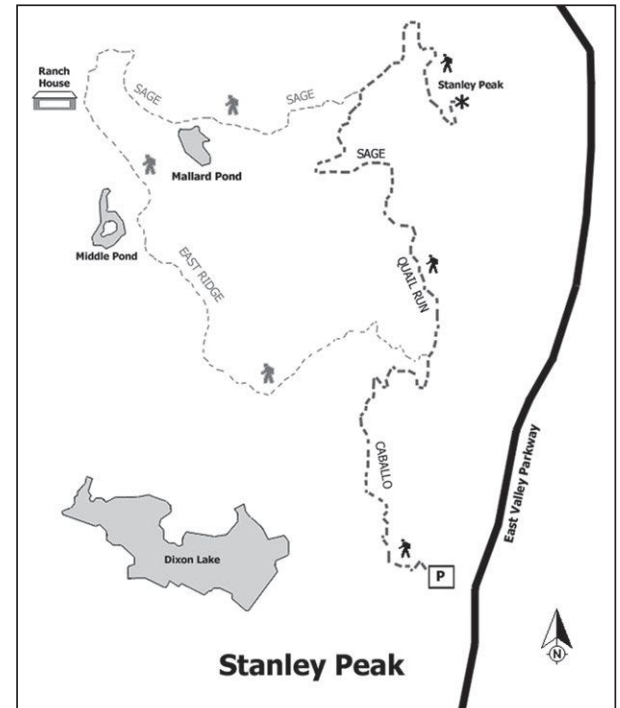 Ranch
House
SAGE
SAGE
Stanley Peak
Mallard Pond
SAGE
Middle Pond
EAST RIDGE
QUAIL RUN
CABALLO
East Valley Parkway
Dixon Lake
P
N
Stanley Peak